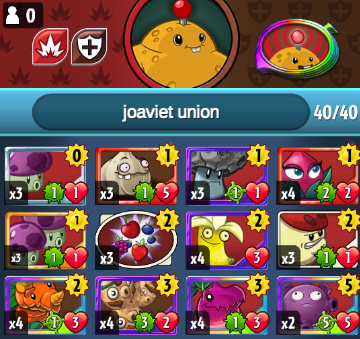 0
joaviet union
40/40
0 1 1 1
x3 1 1 x3 1 5 x3 1 1 x4 2 2
1 2 2 2
x3 1 1 x3 x4 3 2 x3 1 1
2 3 3 5
x4 1 3 x4 3 2 x4 1 3 x2 5 5